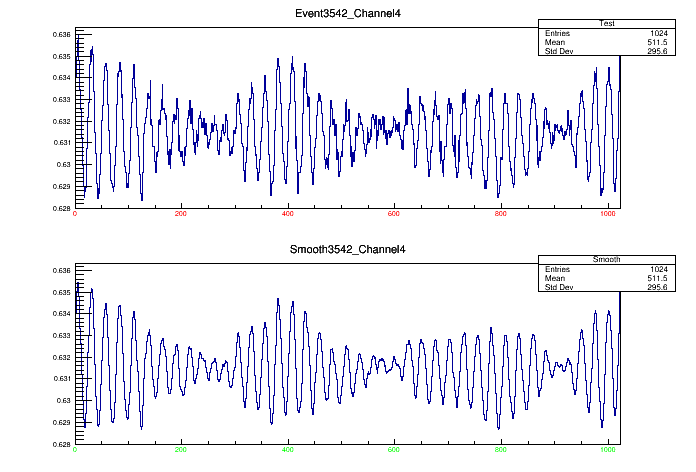 Event3542_Channel4
Test
Entries 1024
Mean 511.5
Std Dev 295.6
0.636
0.635
0.634
0.633
0.632
0.631
0.63
0.629
0.628
0 200 400 600 800 1000
Smooth3542_Channel4
Smooth
Entries 1024
Mean 511.5
Std Dev 295.6
0.636
0.635
0.634
0.633
0.632
0.631
0.63
0.629
0.628
0 200 400 600 800 1000